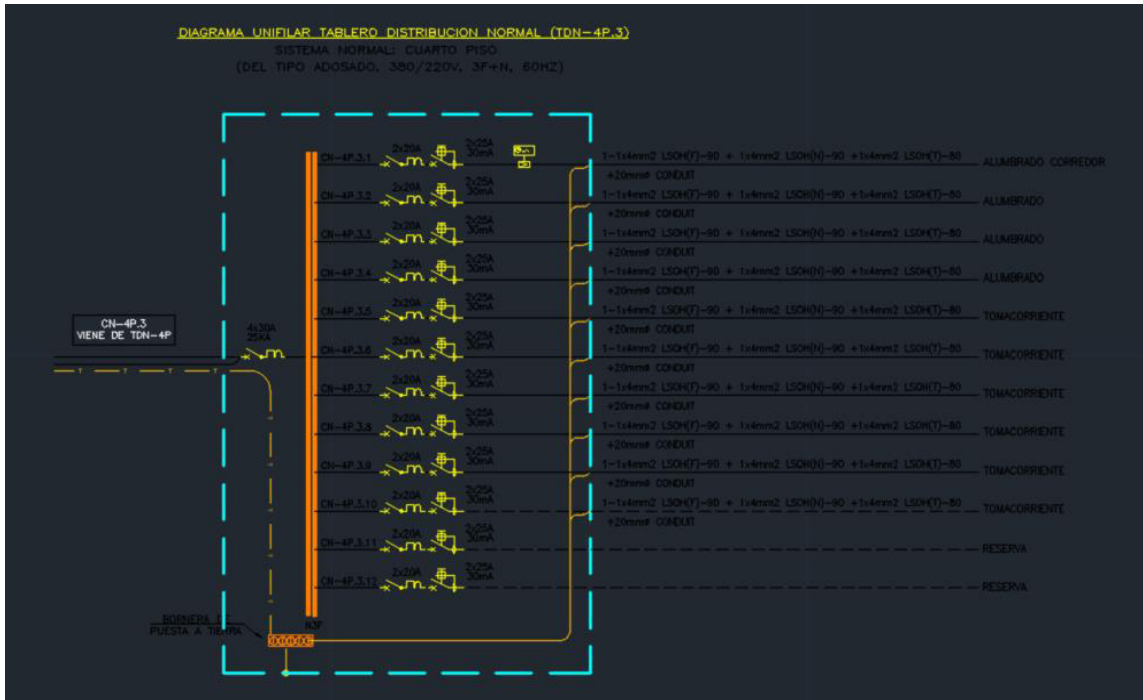 DIAGRAMA UNIFILAR TABLERO DISTRIBUCION NORMAL (TDN-4P.3)
SISTEMA NORMAL: CUARTO PISO
(DEL TIPO ADOSADO, 380/220V, 3F+N, 60HZ)
CN-4P.3.1 2x20A 2x25A 30mA 1-1x4mm2 LSOH(F)-90 + 1x4mm2 LSOH(N)-90 +1x4mm2 LSOH(T)-80 ALUMBRADO CORREDOR
+20mmø CONDUIT
CN-4P.3.2 2x20A 2x25A 30mA 1-1x4mm2 LSOH(F)-90 + 1x4mm2 LSOH(N)-90 +1x4mm2 LSOH(T)-80 ALUMBRADO
+20mmø CONDUIT
CN-4P.3.3 2x20A 2x25A 30mA 1-1x4mm2 LSOH(F)-90 + 1x4mm2 LSOH(N)-90 +1x4mm2 LSOH(T)-80 ALUMBRADO
+20mmø CONDUIT
CN-4P.3.4 2x20A 2x25A 30mA 1-1x4mm2 LSOH(F)-90 + 1x4mm2 LSOH(N)-90 +1x4mm2 LSOH(T)-80 ALUMBRADO
+20mmø CONDUIT
CN-4P.3.5 2x20A 2x25A 30mA 1-1x4mm2 LSOH(F)-90 + 1x4mm2 LSOH(N)-90 +1x4mm2 LSOH(T)-80 TOMACORRIENTE
+20mmø CONDUIT
CN-4P.3
VIENE DE TDN-4P
4x30A
25KA
CN-4P.3.6 2x20A 2x25A 30mA 1-1x4mm2 LSOH(F)-90 + 1x4mm2 LSOH(N)-90 +1x4mm2 LSOH(T)-80 TOMACORRIENTE
+20mmø CONDUIT
T T T T
CN-4P.3.7 2x20A 2x25A 30mA 1-1x4mm2 LSOH(F)-90 + 1x4mm2 LSOH(N)-90 +1x4mm2 LSOH(T)-80 TOMACORRIENTE
+20mmø CONDUIT
CN-4P.3.8 2x20A 2x25A 30mA 1-1x4mm2 LSOH(F)-90 + 1x4mm2 LSOH(N)-90 +1x4mm2 LSOH(T)-80 TOMACORRIENTE
+20mmø CONDUIT
CN-4P.3.9 2x20A 2x25A 30mA 1-1x4mm2 LSOH(F)-90 + 1x4mm2 LSOH(N)-90 +1x4mm2 LSOH(T)-80 TOMACORRIENTE
+20mmø CONDUIT
CN-4P.3.10 2x20A 2x25A 30mA 1-1x4mm2 LSOH(F)-90 + 1x4mm2 LSOH(N)-90 +1x4mm2 LSOH(T)-80 TOMACORRIENTE
+20mmø CONDUIT
CN-4P.3.11 2x20A 2x25A 30mA RESERVA
CN-4P.3.12 2x20A 2x25A 30mA RESERVA
BORNERA DE
PUESTA A TIERRA
N3F